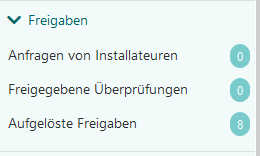 Freigaben
Anfragen von Installateuren 0
Freigegebene Überprüfungen 0
Aufgelöste Freigaben 8